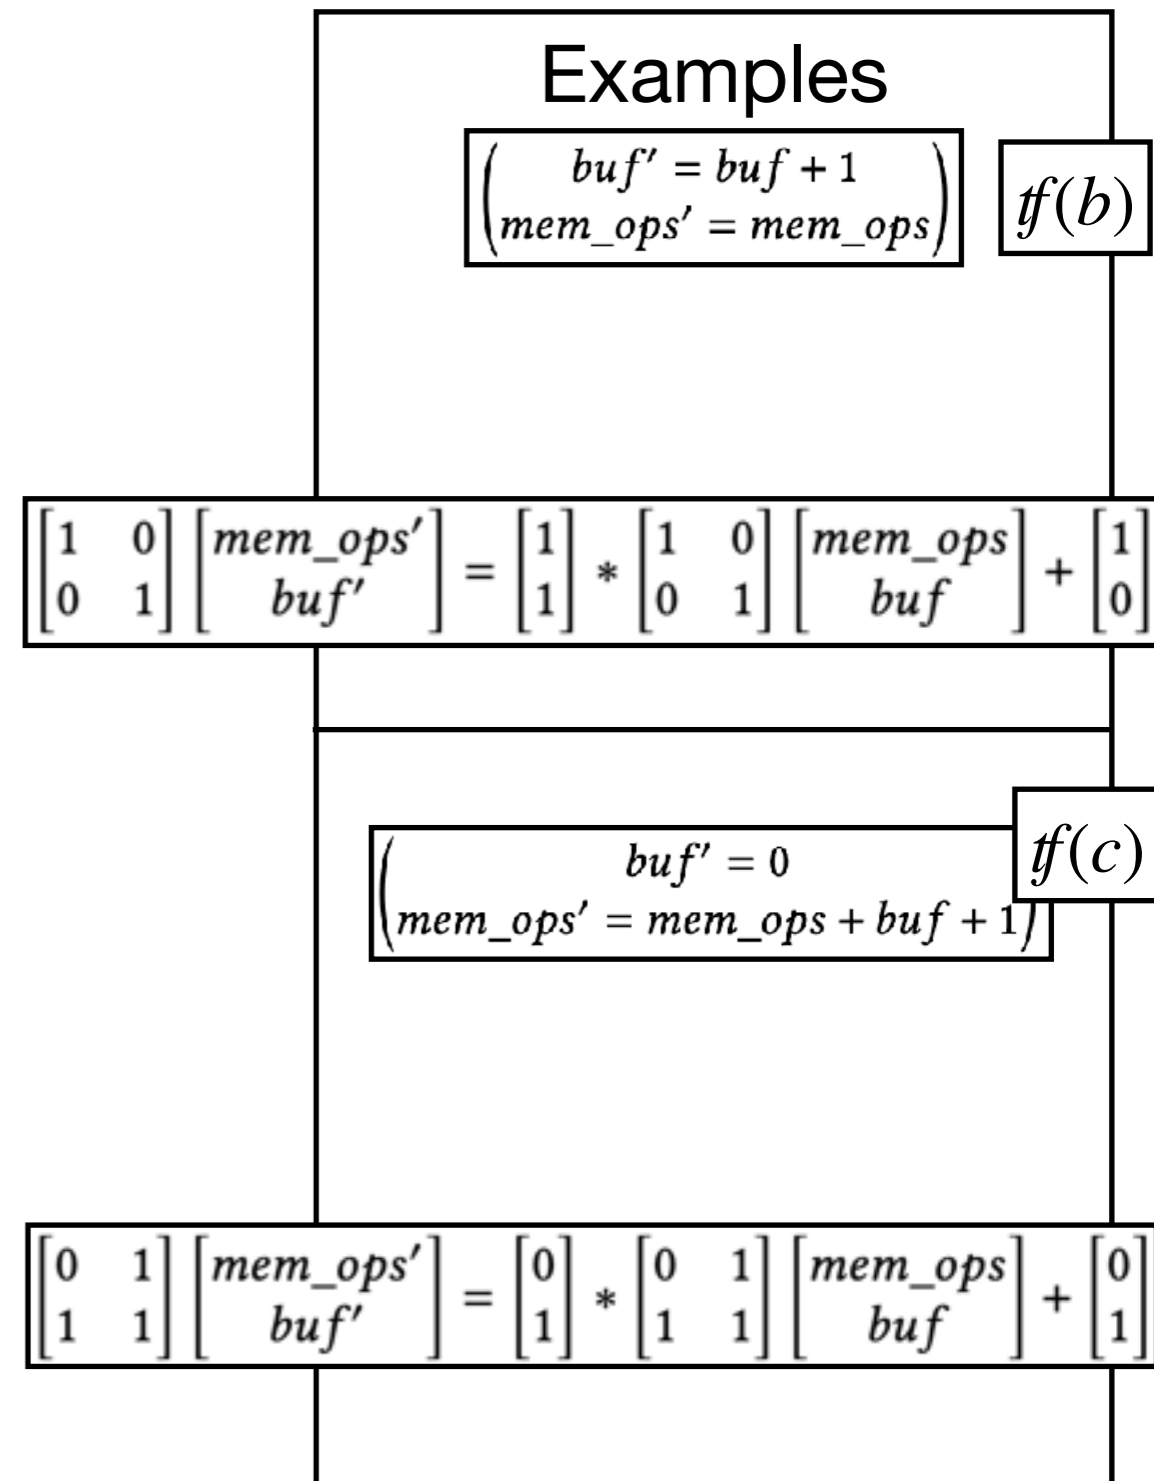 Examples
buf′ = buf + 1
mem_ops′ = mem_ops
tf(b)
[1 0; 0 1] [mem_ops′; buf′] = [1; 1] * [1 0; 0 1] [mem_ops; buf] + [1; 0]
tf(c)
buf′ = 0
mem_ops′ = mem_ops + buf + 1
[0 1; 1 1] [mem_ops′; buf′] = [0; 1] * [0 1; 1 1] [mem_ops; buf] + [0; 1]